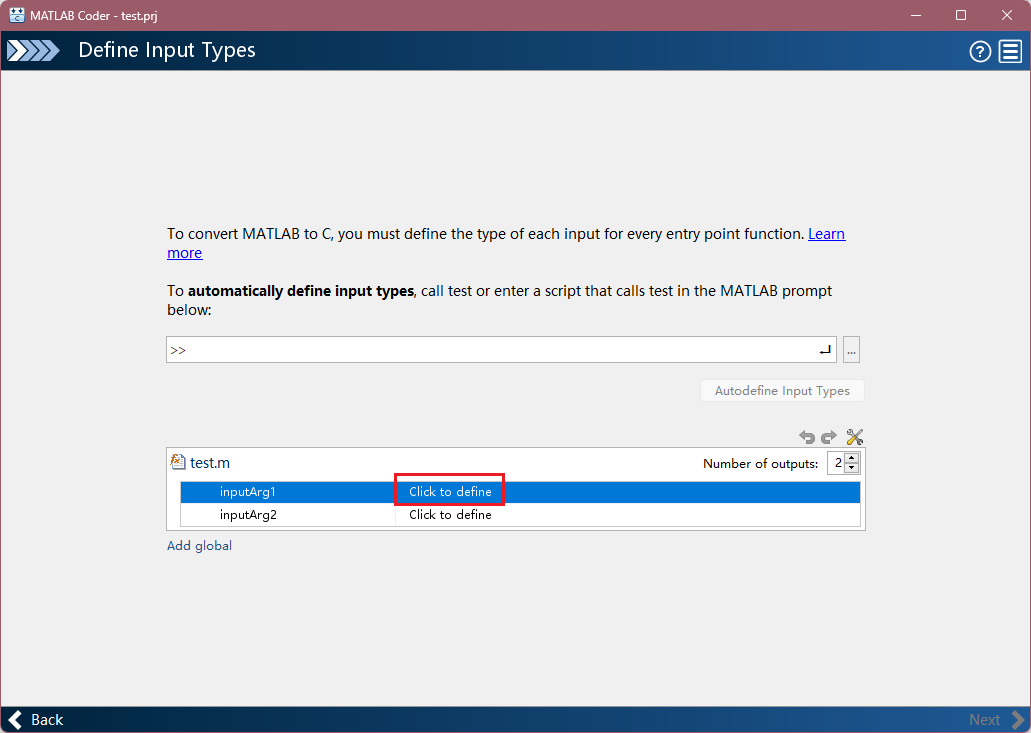 MATLAB Coder - test.prj
Define Input Types
To convert MATLAB to C, you must define the type of each input for every entry point function. Learn
more
To automatically define input types, call test or enter a script that calls test in the MATLAB prompt
below:
>>
...
Autodefine Input Types
test.m
Number of outputs: 2
inputArg1 Click to define
inputArg2 Click to define
Add global
Back
Next